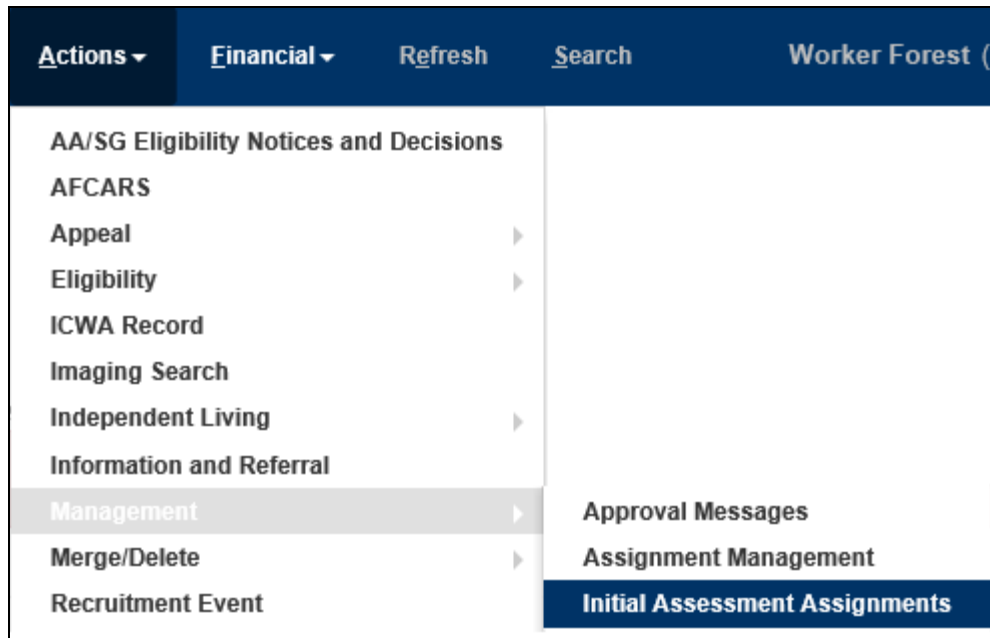 Actions Financial Refresh Search Worker Forest (
AA/SG Eligibility Notices and Decisions
AFCARS
Appeal
Eligibility
ICWA Record
Imaging Search
Independent Living
Information and Referral
Management
Merge/Delete
Recruitment Event
Approval Messages
Assignment Management
Initial Assessment Assignments